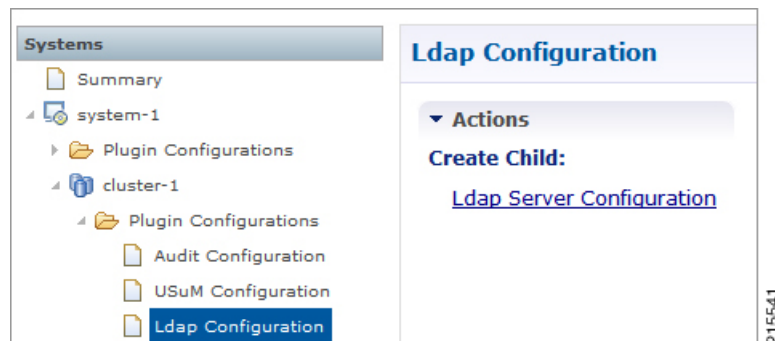 Systems
Summary
system-1
Plugin Configurations
cluster-1
Plugin Configurations
Audit Configuration
USuM Configuration
Ldap Configuration
Ldap Configuration
Actions
Create Child:
Ldap Server Configuration